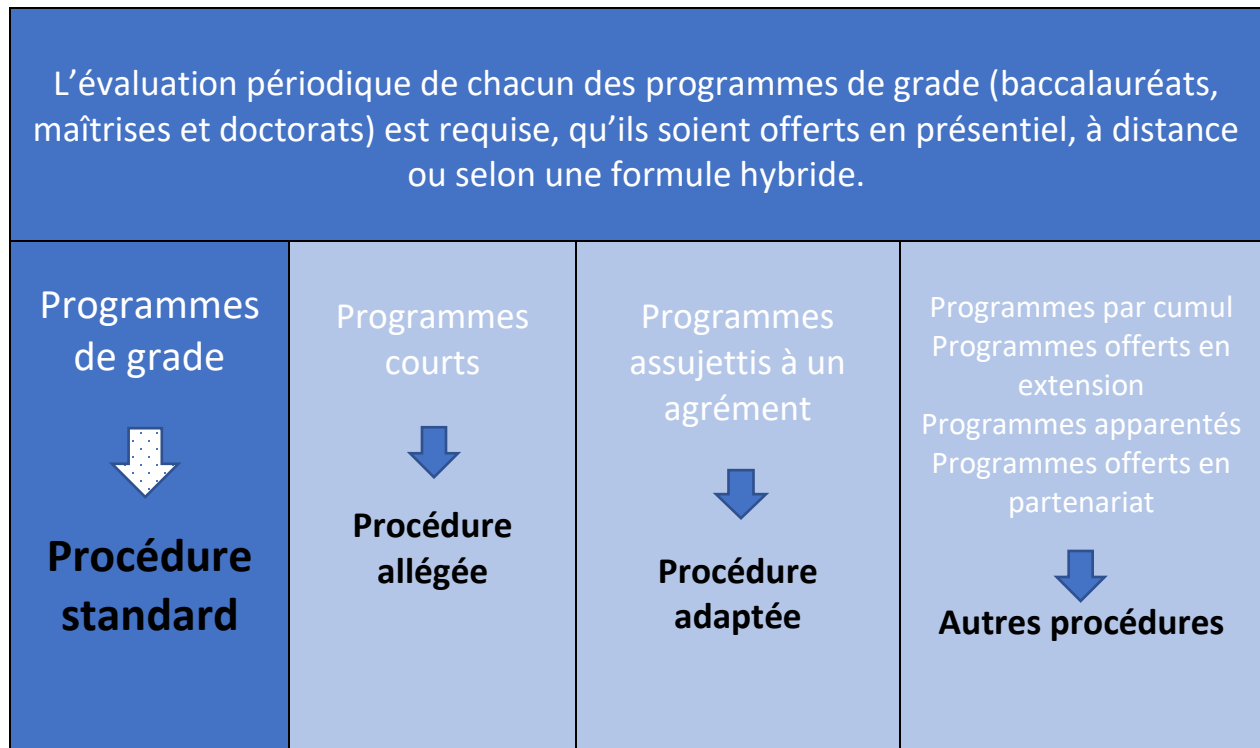 L’évaluation périodique de chacun des programmes de grade (baccalauréats,
maîtrises et doctorats) est requise, qu’ils soient offerts en présentiel, à distance
ou selon une formule hybride.
Programmes
de grade
Procédure
standard
Programmes
courts
Procédure
allégée
Programmes
assujettis à un
agrément
Procédure
adaptée
Programmes par cumul
Programmes offerts en
extension
Programmes apparentés
Programmes offerts en
partenariat
Autres procédures